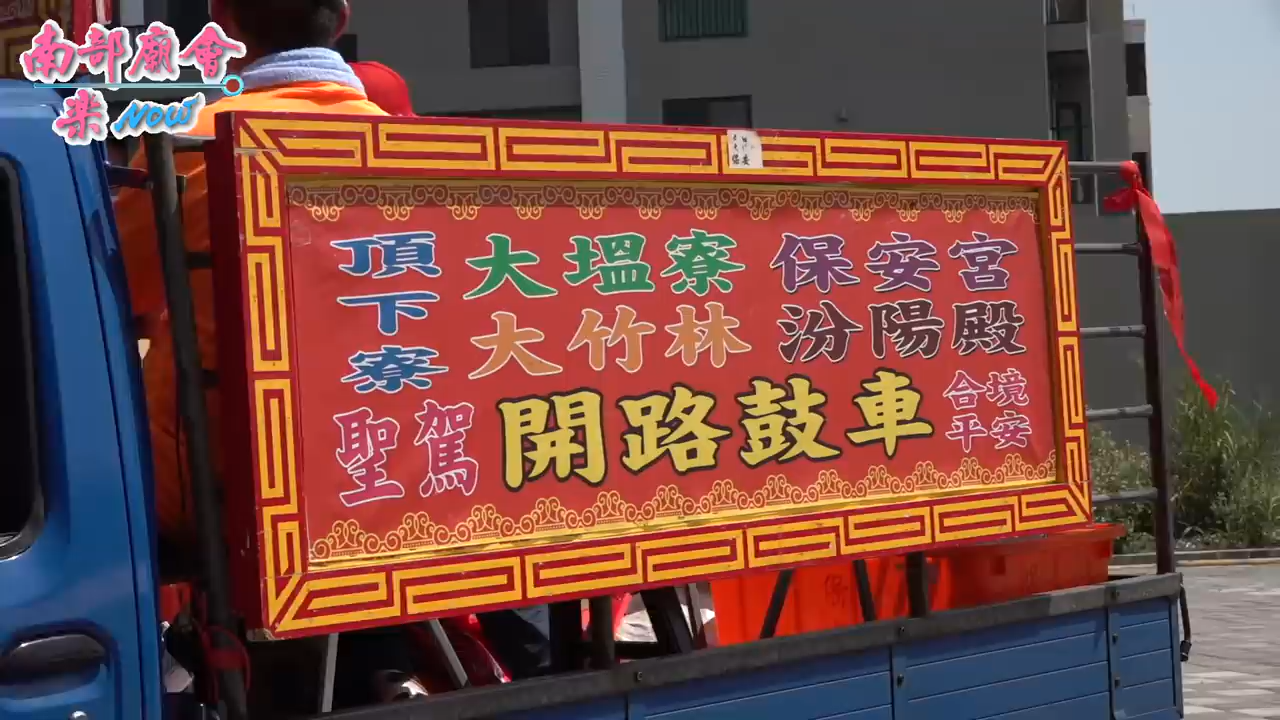 南部廟會
楽 NOW
頂下寮
大塭寮 保安宮
大竹林 汾陽殿
聖駕 開路鼓車 合境平安